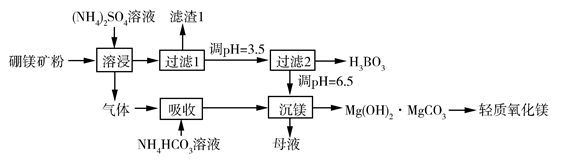 (NH₄)₂SO₄溶液 滤渣1
硼镁矿粉 溶浸 过滤1 调pH=3.5 过滤2 H₃BO₃
调pH=6.5
气体 吸收 沉镁 Mg(OH)₂·MgCO₃ 轻质氧化镁
NH₄HCO₃溶液 母液